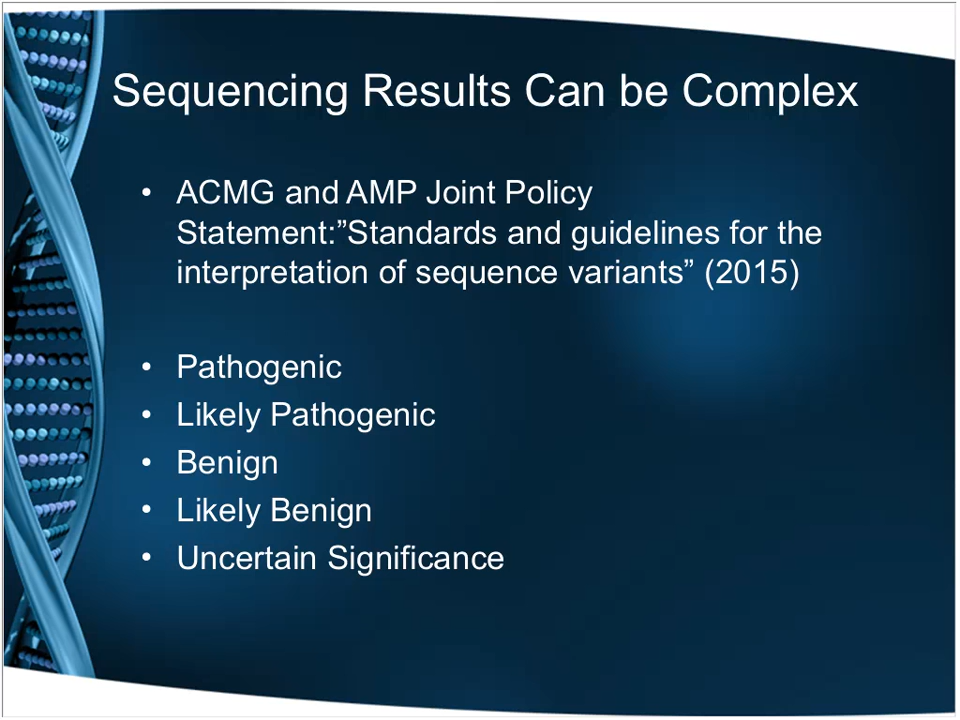 Sequencing Results Can be Complex
• ACMG and AMP Joint Policy
Statement:”Standards and guidelines for the
interpretation of sequence variants” (2015)
• Pathogenic
• Likely Pathogenic
• Benign
• Likely Benign
• Uncertain Significance